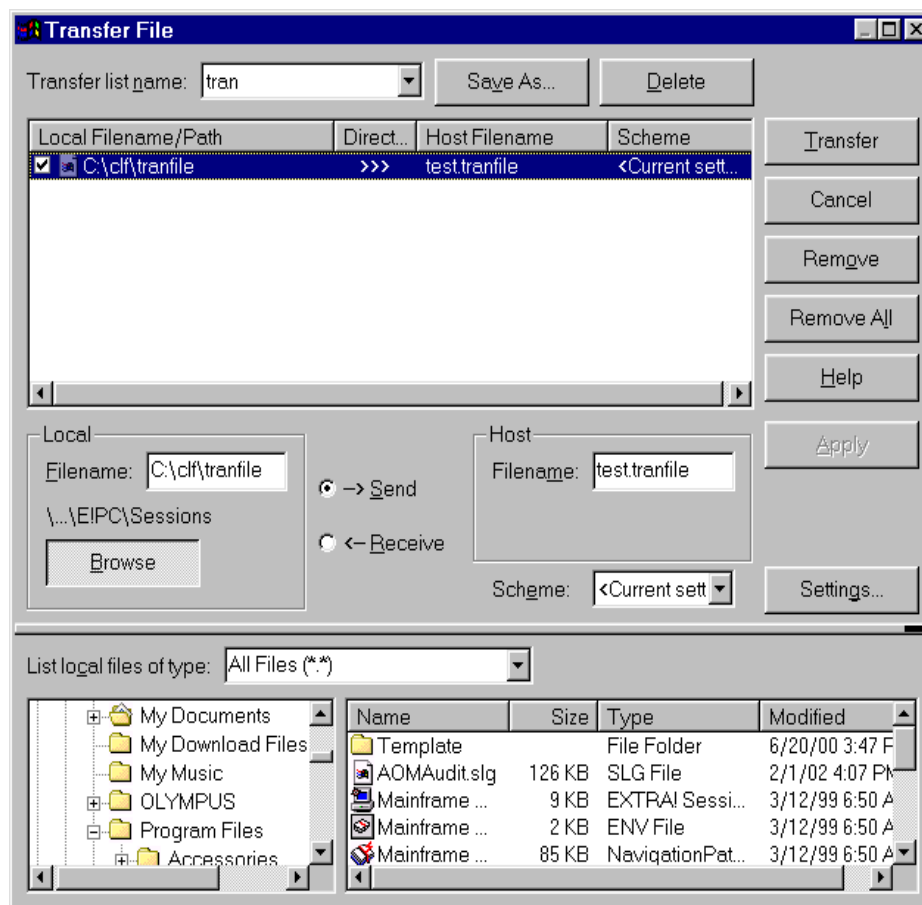 Transfer File
Transfer list name: tran Save As... Delete
Local Filename/Path Direct... Host Filename Scheme
C:\clf\tranfile >>> test.tranfile <Current sett...
Transfer
Cancel
Remove
Remove All
Help
Apply
Local
Filename: C:\clf\tranfile
\...\E!PC\Sessions
Browse
--> Send
<-- Receive
Host
Filename: test.tranfile
Scheme: <Current sett
Settings...
List local files of type: All Files (*.*)
My Documents
My Download Files
My Music
OLYMPUS
Program Files
Accessories
Name Size Type Modified
Template File Folder 6/20/00 3:47 P
AOMAudit.slg 126 KB SLG File 2/1/02 4:07 PM
Mainframe ... 9 KB EXTRA! Sessi... 3/12/99 6:50 A
Mainframe ... 2 KB ENV File 3/12/99 6:50 A
Mainframe ... 85 KB NavigationPat... 3/12/99 6:50 A